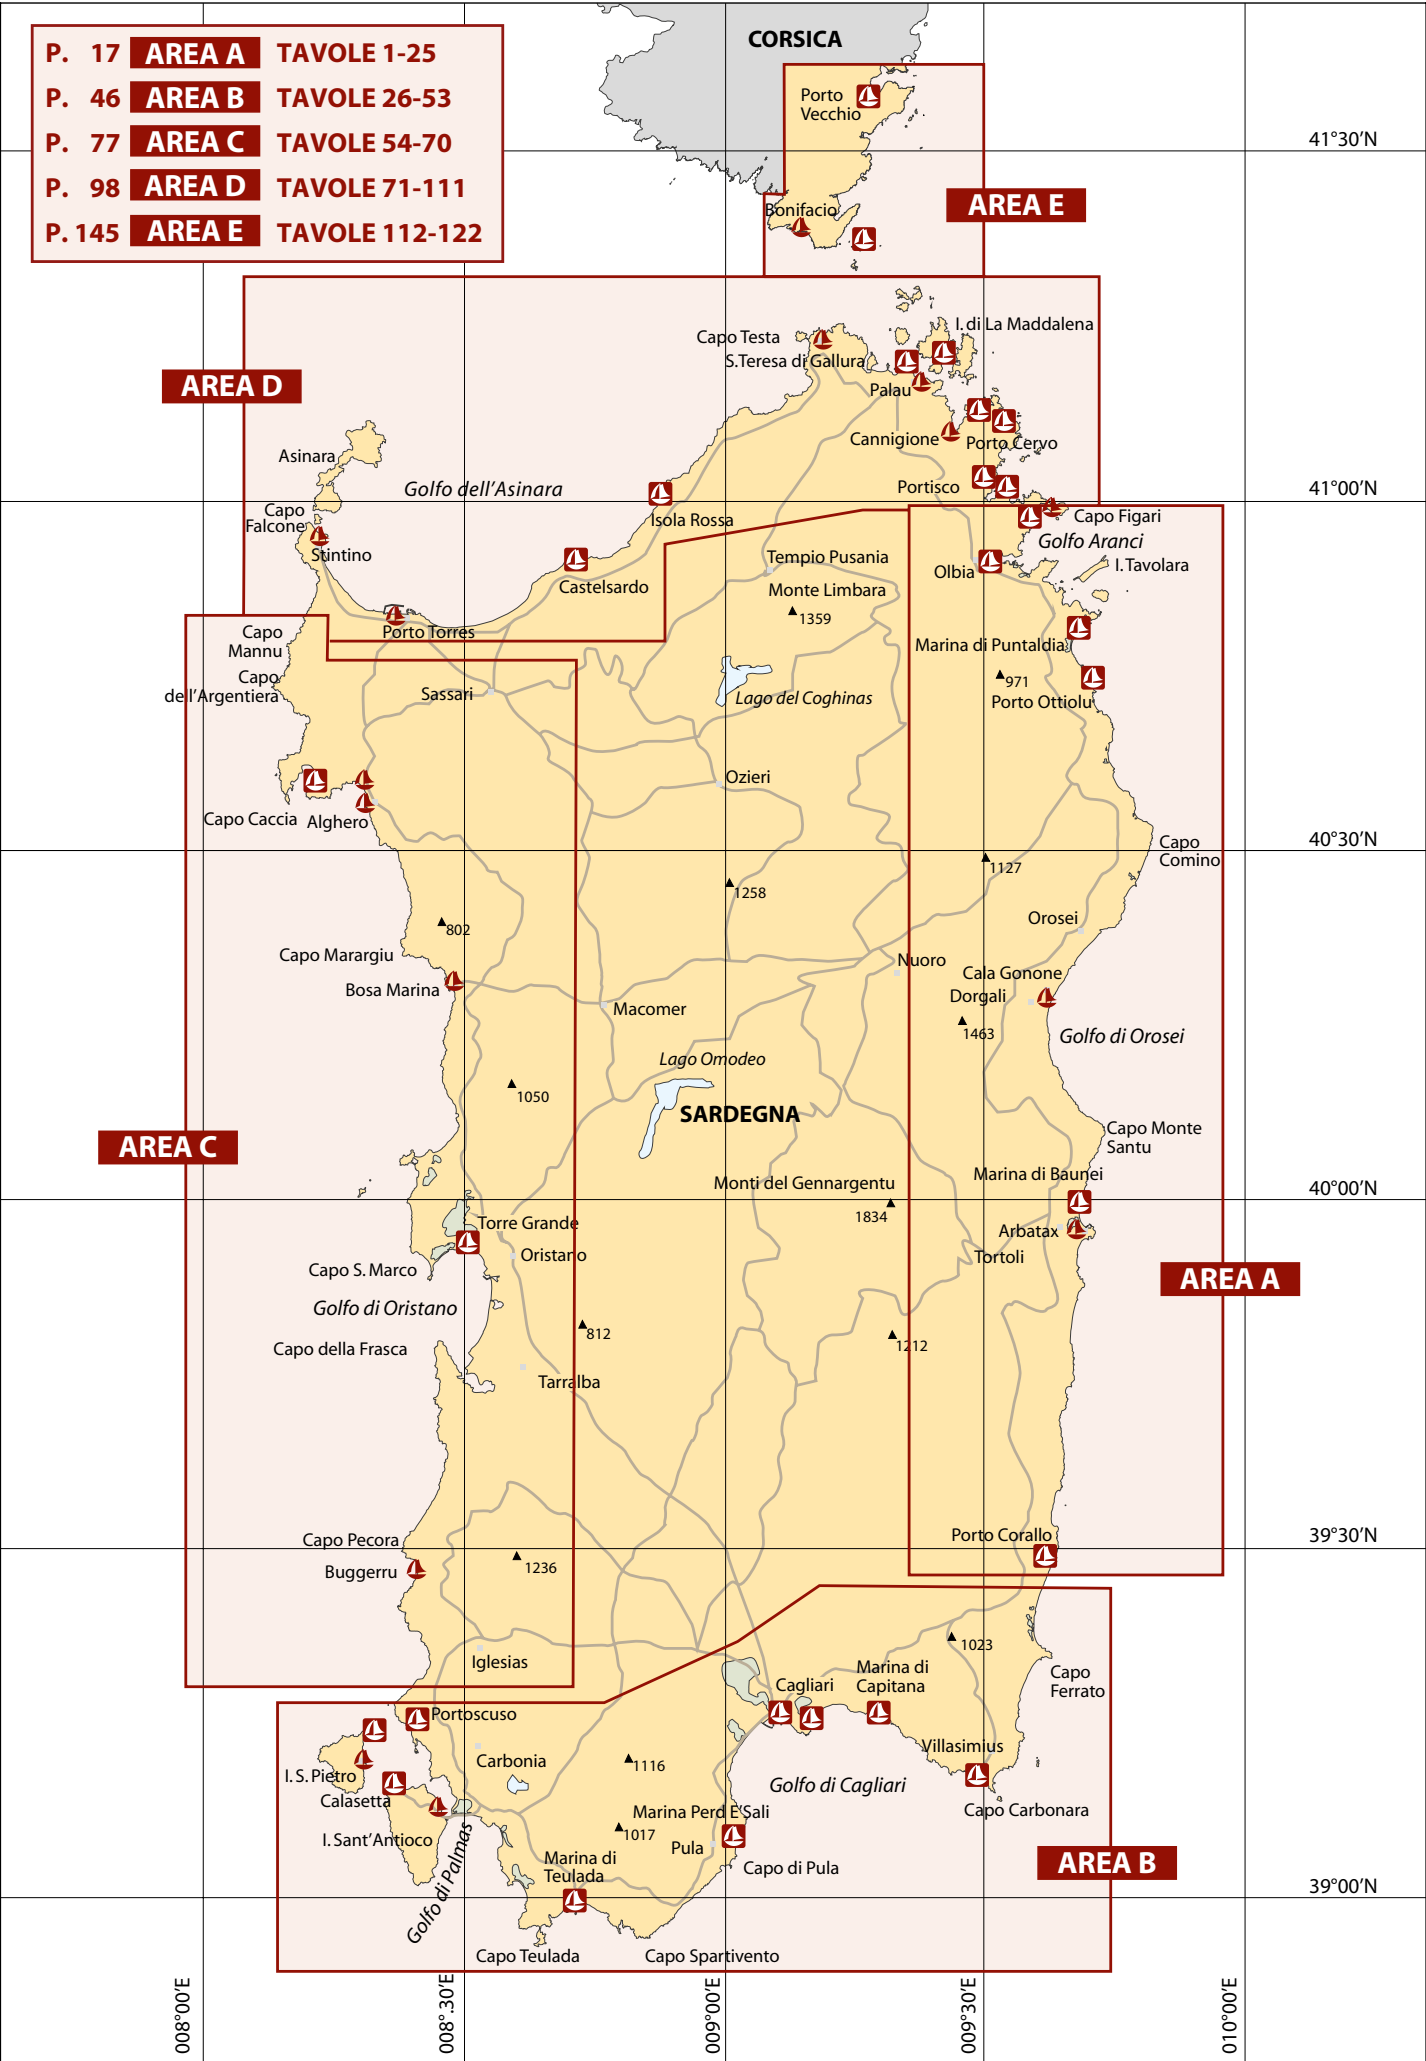 P. 17 AREA A TAVOLE 1-25
P. 46 AREA B TAVOLE 26-53
P. 77 AREA C TAVOLE 54-70
P. 98 AREA D TAVOLE 71-111
P. 145 AREA E TAVOLE 112-122
CORSICA
Porto
Vecchio
41°30'N
Bonifacio
AREA E
I. di La Maddalena
Capo Testa
S.Teresa di Gallura
AREA D
Palau
Cannigione
Porto Cervo
Asinara
Golfo dell'Asinara
Portisco
41°00'N
Capo
Falcone
Isola Rossa
Capo Figari
Stintino
Golfo Aranci
Castelsardo
Tempio Pusania
Olbia
I. Tavolara
Monte Limbara
1359
Porto Torres
Capo
Mannu
Marina di Puntaldia
Capo
dell'Argentiera
Sassari
Lago del Coghinas
971
Porto Ottiolu
Ozieri
Capo Caccia
Alghero
40°30'N
Capo
Comino
1127
1258
Orosei
802
Capo Marargiu
Nuoro
Cala Gonone
Bosa Marina
Dorgali
Macomer
1463
Golfo di Orosei
Lago Omodeo
1050
SARDEGNA
Capo Monte
Santu
AREA C
Marina di Baunei
Monti del Gennargentu
40°00'N
1834
Torre Grande
Arbatax
Oristano
Tortoli
Capo S. Marco
AREA A
Golfo di Oristano
812
1212
Capo della Frasca
Tarralba
Capo Pecora
Porto Corallo
39°30'N
Buggerru
1236
1023
Iglesias
Marina di
Capitana
Capo
Ferrato
Cagliari
Portoscuso
Villasimius
Carbonia
1116
I. S. Pietro
Golfo di Cagliari
Calasetta
Marina Perd E'Sali
Capo Carbonara
1017
I. Sant'Antioco
Pula
Golfo di Palmas
Marina di
Teulada
Capo di Pula
AREA B
39°00'N
Capo Teulada
Capo Spartivento
008°00'E
008°.30'E
009°00'E
009°30'E
010°00'E